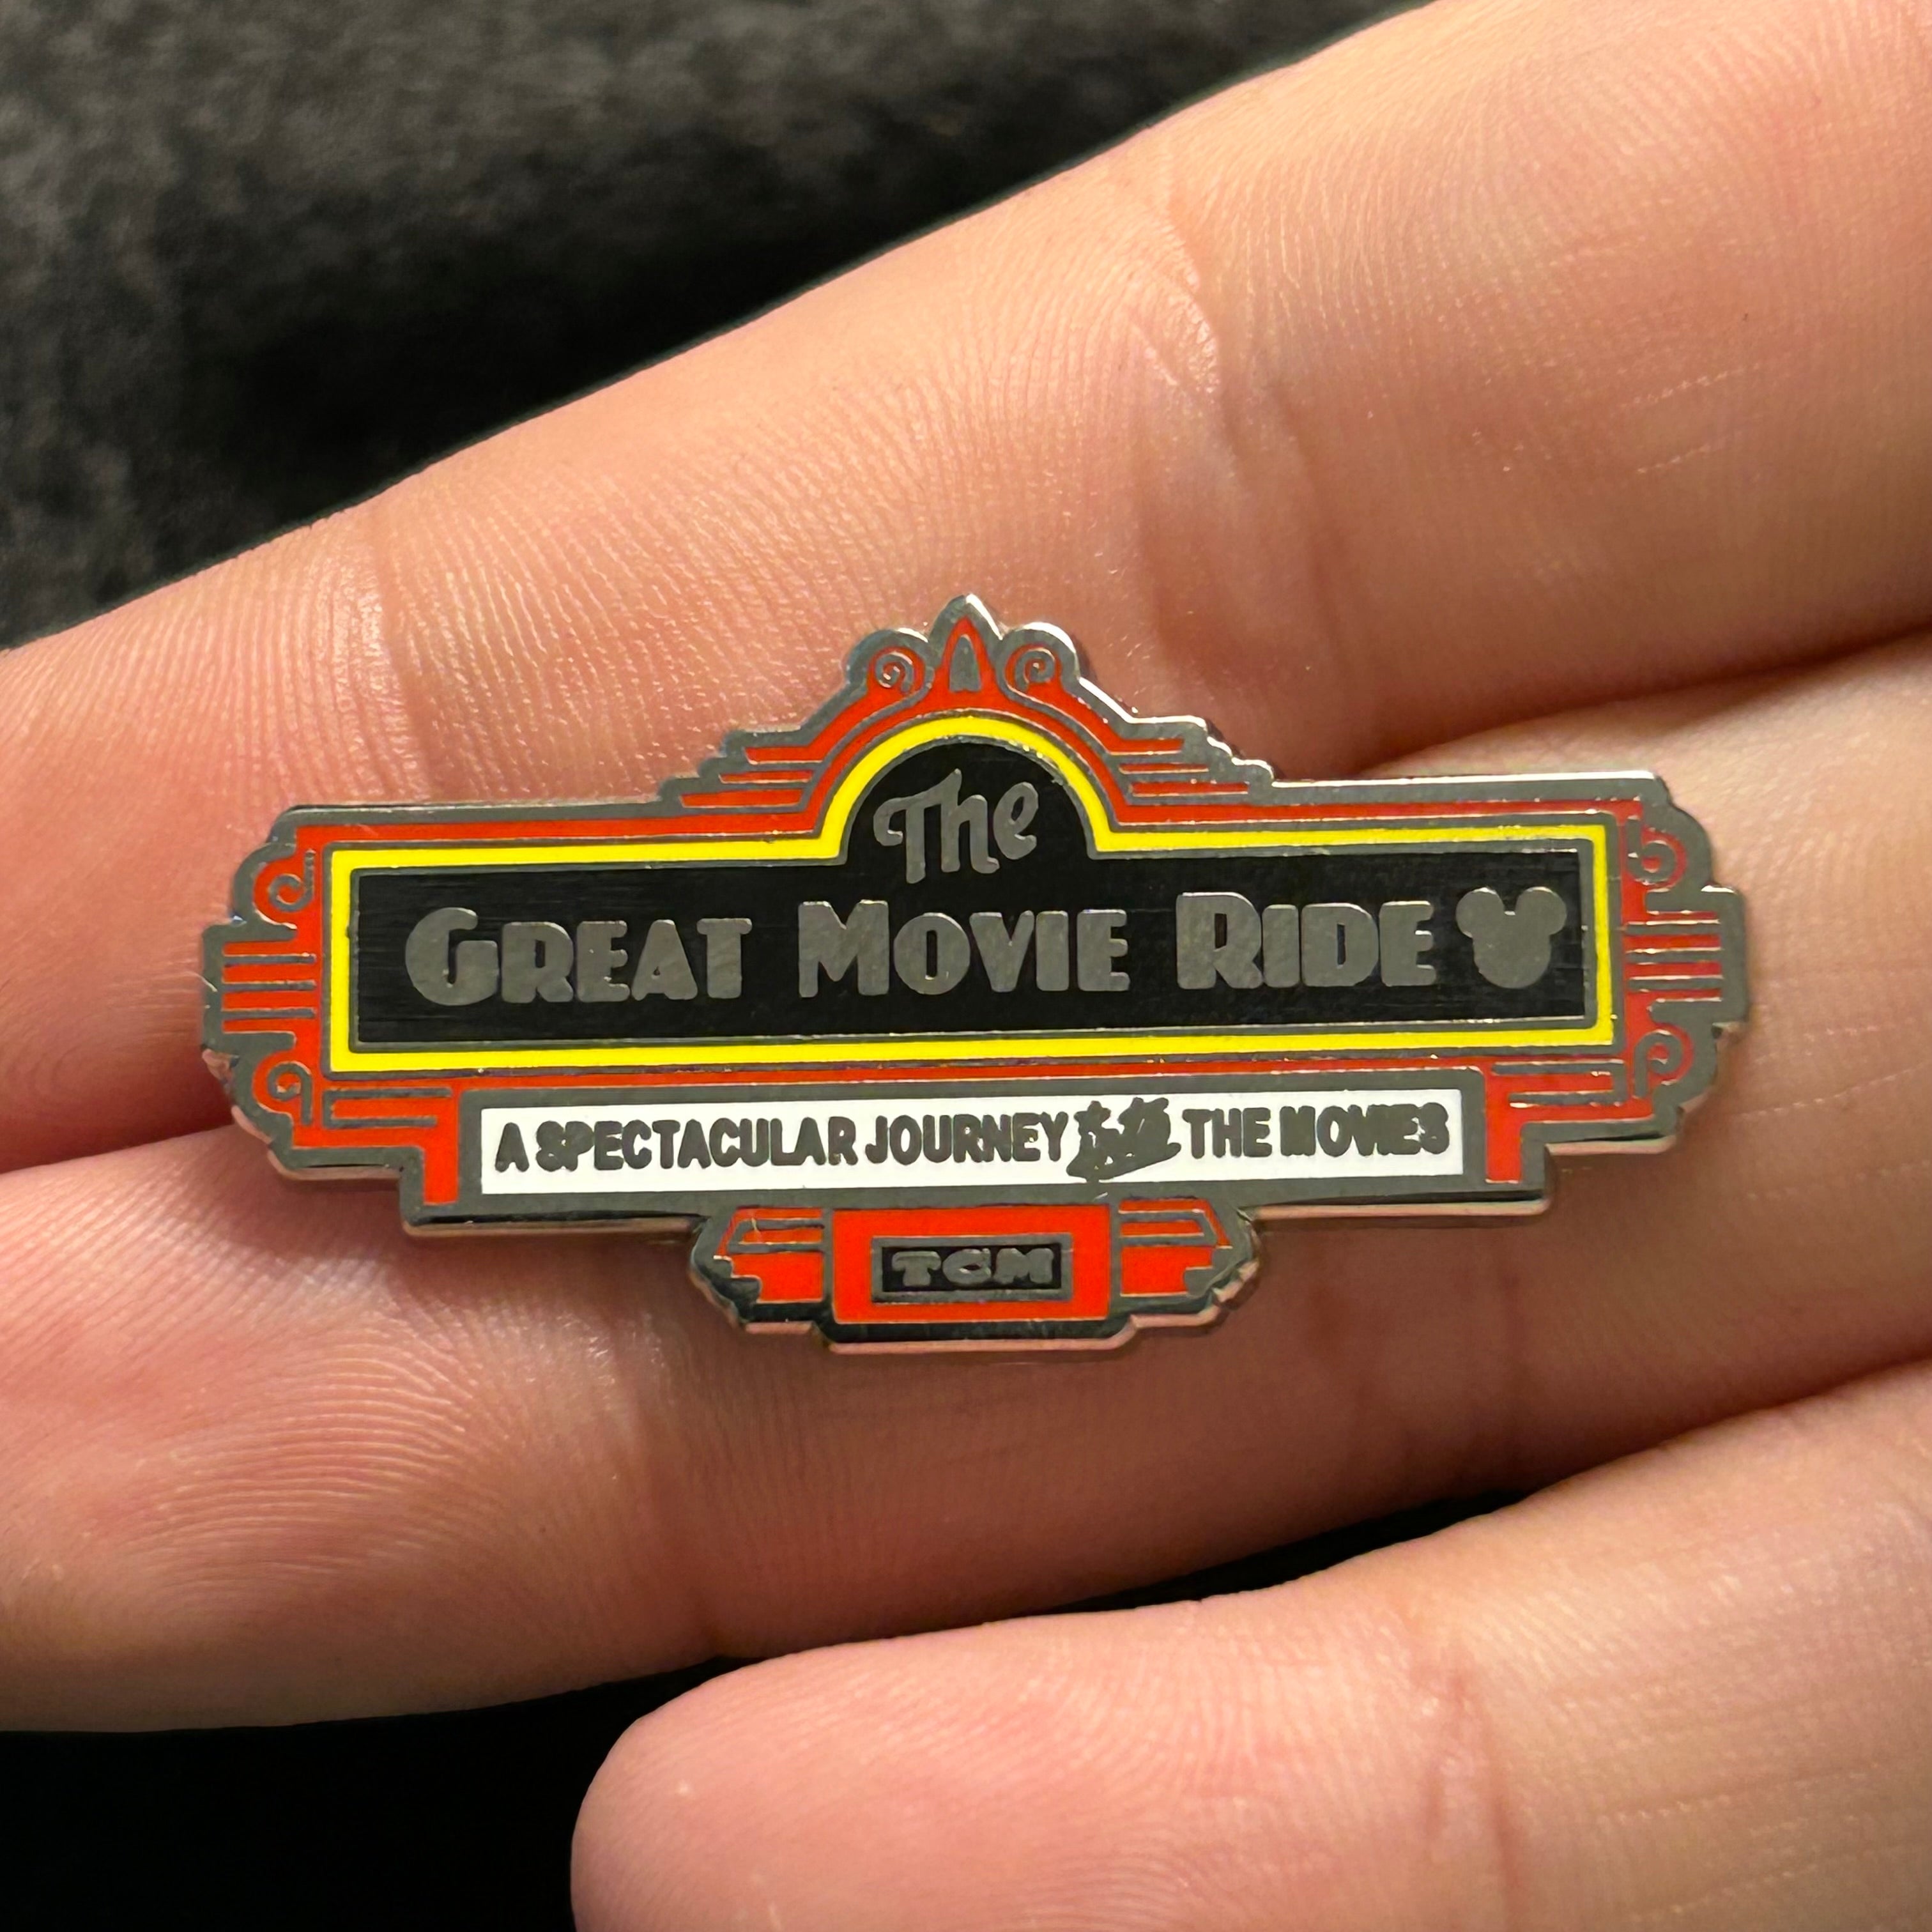 The
GREAT MOVIE RIDE
A SPECTACULAR JOURNEY THE MOVIES
TCM